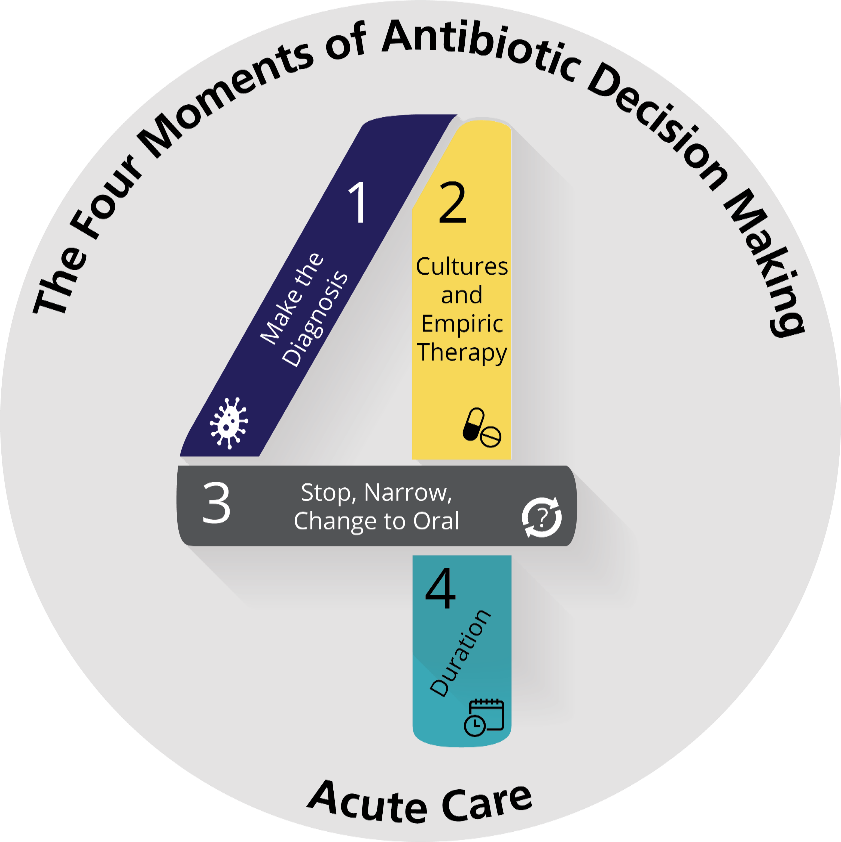 The Four Moments of Antibiotic Decision Making
1
Make the
Diagnosis
2
Cultures
and
Empiric
Therapy
3
Stop, Narrow,
Change to Oral
?
4
Duration
Acute Care